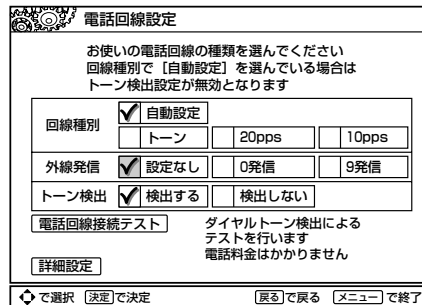 電話回線設定
お使いの電話回線の種類を選んでください
回線種別で［自動設定］を選んでいる場合は
トーン検出設定が無効となります
回線種別 自動設定
トーン 20pps 10pps
外線発信 設定なし 0発信 9発信
トーン検出 検出する 検出しない
電話回線接続テスト ダイヤルトーン検出による
テストを行います
電話料金はかかりません
詳細設定
で選択 決定で決定 戻るで戻る メニューで終了